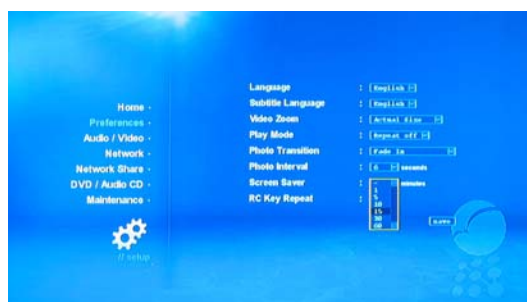 Language : English
Subtitle Language : English
Home
Video Zoom : Actual Size
Preferences
Play Mode : Repeat off
Audio / Video
Photo Transition : Fade in
Network
Photo Interval : 6 seconds
Network Share
Screen Saver : - minutes
DVD / Audio CD
1
Maintenance
RC Key Repeat :
5
10
15
30
60
save
setup